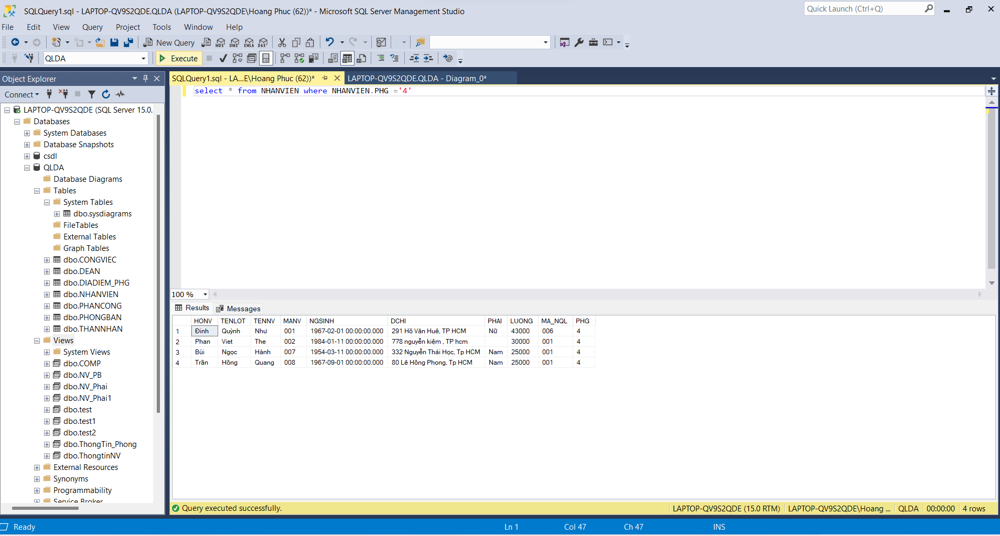 SQLQuery1.sql - LAPTOP-QV9S2QDE.QLDA (LAPTOP-QV9S2QDE\Hoang Phuc (62))* - Microsoft SQL Server Management Studio
Quick Launch (Ctrl+Q)
File Edit View Query Project Tools Window Help
New Query MDX DMX XMLA DAX
QLDA Execute
Object Explorer
SQLQuery1.sql - LA...E\Hoang Phuc (62))* LAPTOP-QV9S2QDE.QLDA - Diagram_0*
Connect
select * from NHANVIEN where NHANVIEN.PHG ='4'
LAPTOP-QV9S2QDE (SQL Server 15.0.
Databases
System Databases
Database Snapshots
csdl
QLDA
Database Diagrams
Tables
System Tables
dbo.sysdiagrams
FileTables
External Tables
Graph Tables
dbo.CONGVIEC
dbo.DEAN
dbo.DIADIEM_PHG
dbo.NHANVIEN
dbo.PHANCONG
dbo.PHONGBAN
dbo.THANNHAN
Views
System Views
dbo.COMP
dbo.NV_PB
dbo.NV_Phai
dbo.NV_Phai1
dbo.test
dbo.test1
dbo.test2
dbo.ThongTin_Phong
dbo.ThongtinNV
External Resources
Synonyms
Programmability
Service Broker
100 %
Results Messages
HONV TENLOT TENNV MANV NGSINH DCHI PHAI LUONG MA_NQL PHG
1 Đinh Quỳnh Như 001 1967-02-01 00:00:00.000 291 Hồ Văn Huê, TP HCM Nữ 43000 006 4
2 Phan Viet The 002 1984-01-11 00:00:00.000 778 nguyễn kiệm , TP hcm 30000 001 4
3 Bùi Ngọc Hành 007 1954-03-11 00:00:00.000 332 Nguyễn Thái Học, Tp HCM Nam 25000 001 4
4 Trần Hồng Quang 008 1967-09-01 00:00:00.000 80 Lê Hồng Phong, Tp HCM Nam 25000 001 4
Query executed successfully. LAPTOP-QV9S2QDE (15.0 RTM) LAPTOP-QV9S2QDE\Hoang ... QLDA 00:00:00 4 rows
Ready Ln 1 Col 47 Ch 47 INS